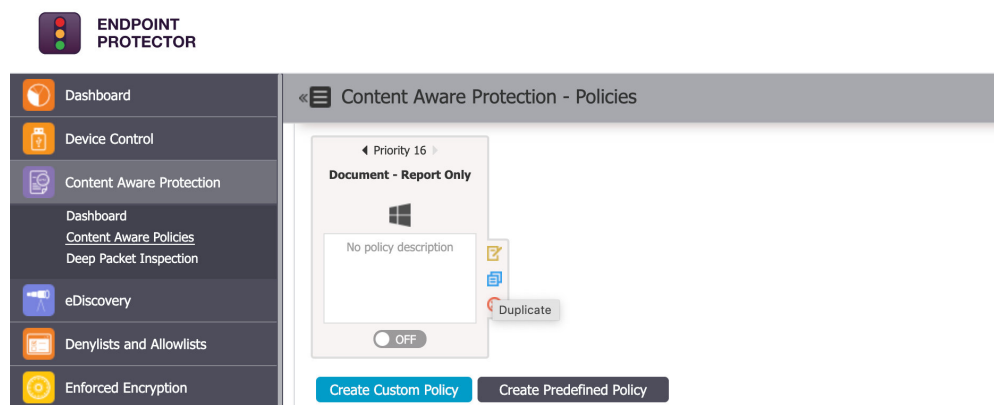 ENDPOINT
PROTECTOR
Dashboard
Device Control
Content Aware Protection
Dashboard
Content Aware Policies
Deep Packet Inspection
eDiscovery
Denylists and Allowlists
Enforced Encryption
Content Aware Protection - Policies
Priority 16
Document - Report Only
No policy description
Duplicate
OFF
Create Custom Policy
Create Predefined Policy